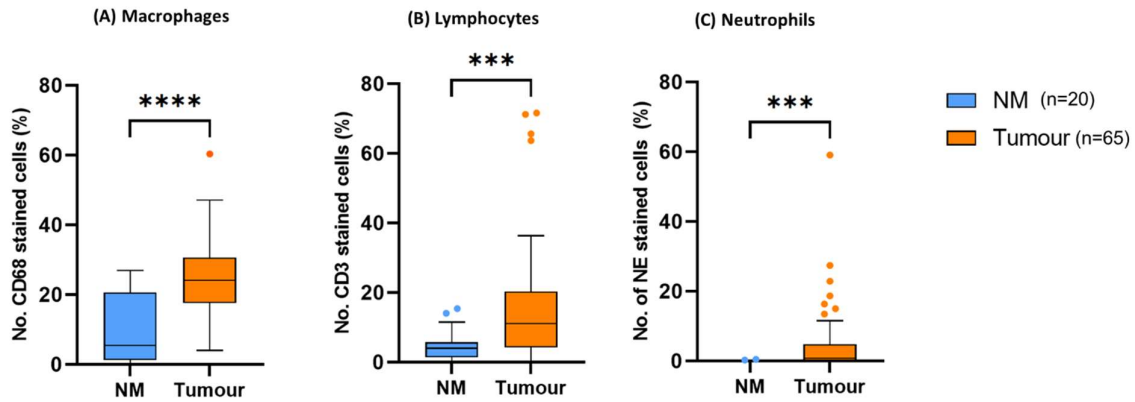 (A) Macrophages
(B) Lymphocytes
(C) Neutrophils
No. CD68 stained cells (%)
80
60
40
20
0
****
NM Tumour
No. CD3 stained cells (%)
80
60
40
20
0
***
NM Tumour
No. of NE stained cells (%)
80
60
40
20
0
***
NM Tumour
NM (n=20)
Tumour (n=65)